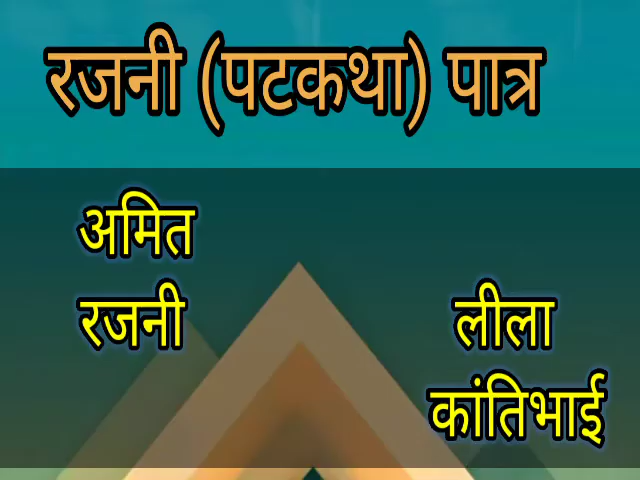 रजनी (पटकथा) पात्र
अमित
रजनी
लीला
कांतिभाई